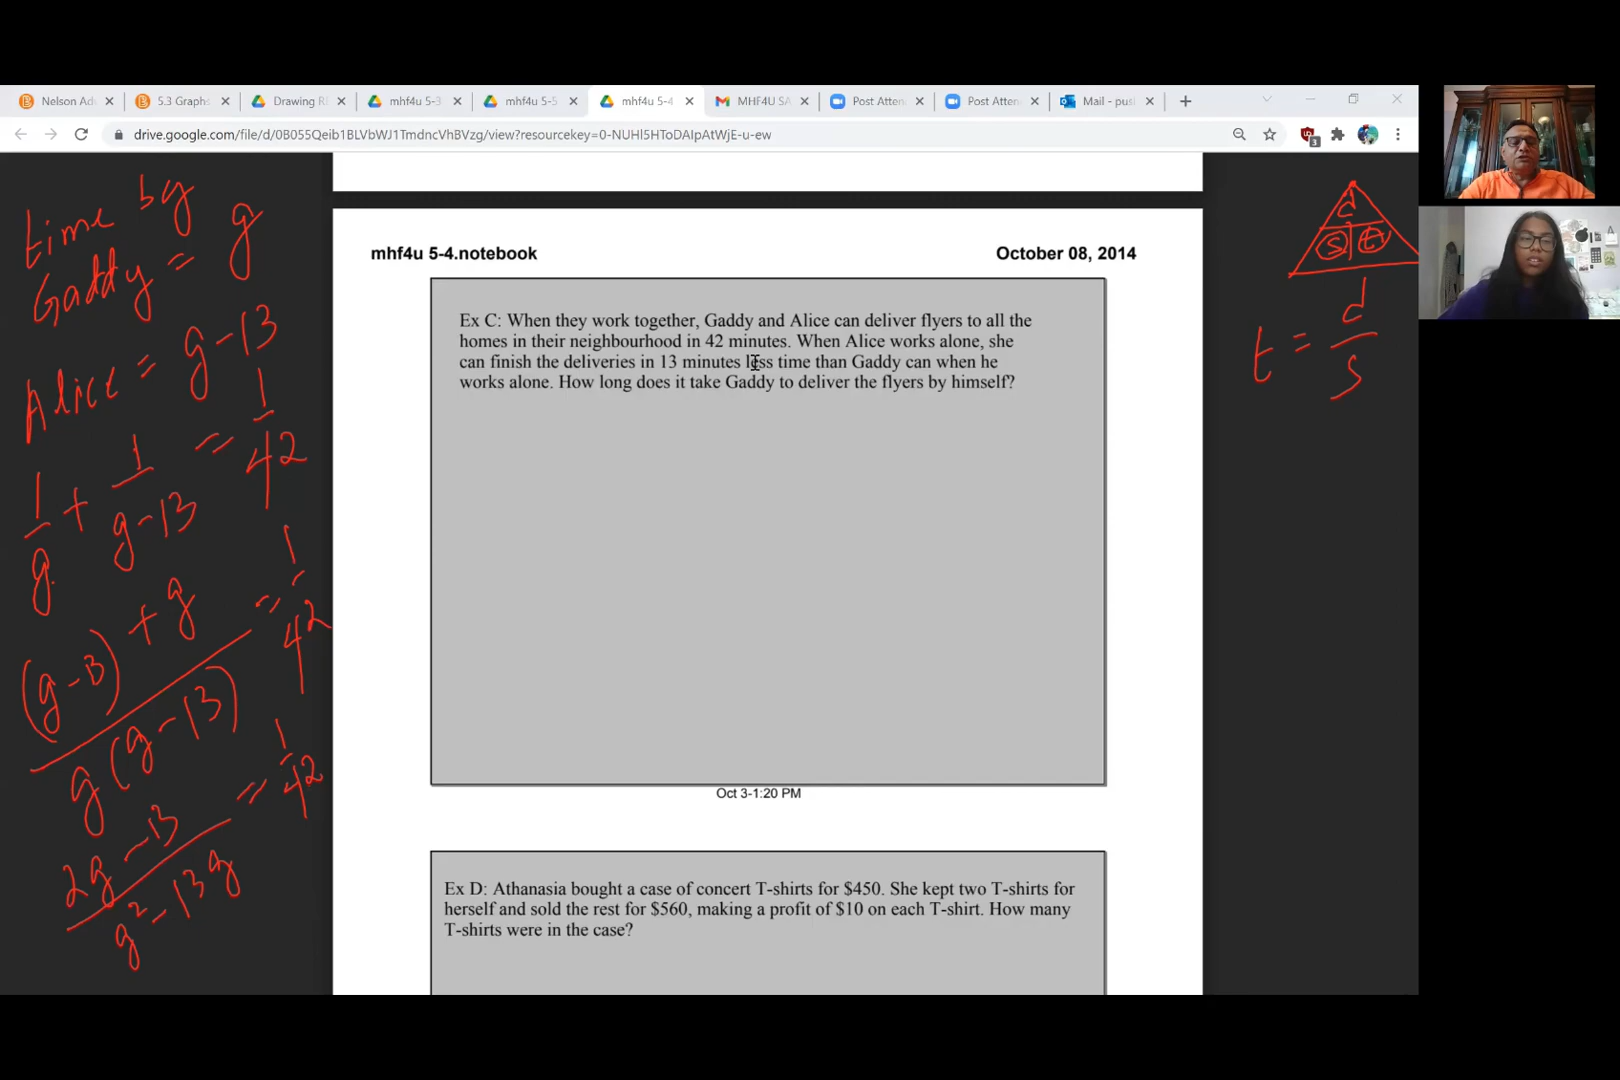 Nelson Ad
5.3 Graphs
Drawing R
mhf4u 5-3
mhf4u 5-5
mhf4u 5-4
MHF4U SA
Post Atten
Post Atten
Mail - pus
drive.google.com/file/d/0B055Qeib1BLVbWJ1TmdncVhBVzg/view?resourcekey=0-NUHl5HToDAIpAtWjE-u-ew
3
time by
Gaddy = g
Alice = g-13
1/g + 1/g-13 = 1/42
(g-13) + g / g(g-13) = 1/42
2g-13 / g²-13g = 1/42
mhf4u 5-4.notebook
October 08, 2014
Ex C: When they work together, Gaddy and Alice can deliver flyers to all the
homes in their neighbourhood in 42 minutes. When Alice works alone, she
can finish the deliveries in 13 minutes less time than Gaddy can when he
works alone. How long does it take Gaddy to deliver the flyers by himself?
Oct 3-1:20 PM
Ex D: Athanasia bought a case of concert T-shirts for $450. She kept two T-shirts for
herself and sold the rest for $560, making a profit of $10 on each T-shirt. How many
T-shirts were in the case?
d
s t
t = d/s